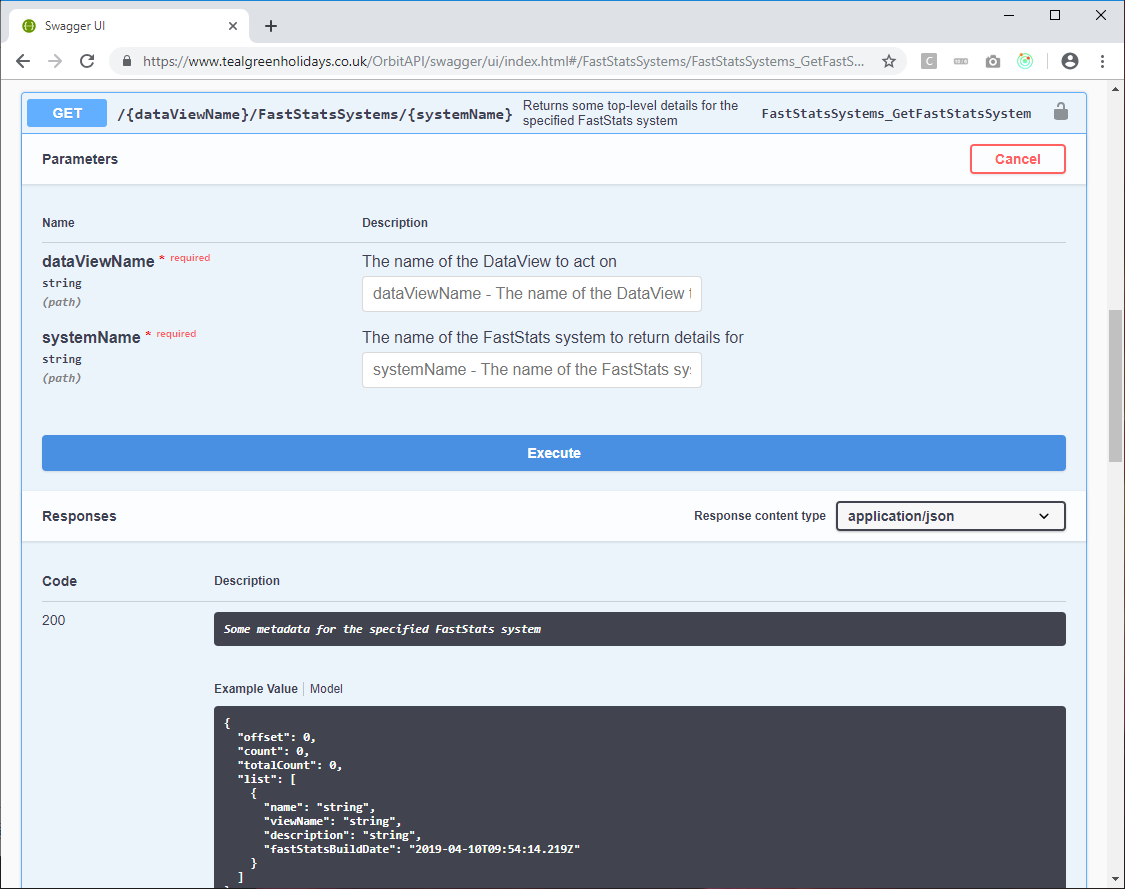 Swagger UI
https://www.tealgreenholidays.co.uk/OrbitAPI/swagger/ui/index.html#/FastStatsSystems/FastStatsSystems_GetFastS...
GET /{dataViewName}/FastStatsSystems/{systemName} Returns some top-level details for the
specified FastStats system FastStatsSystems_GetFastStatsSystem
Parameters Cancel
Name Description
dataViewName * required The name of the DataView to act on
string dataViewName - The name of the DataView t
(path)
systemName * required The name of the FastStats system to return details for
string systemName - The name of the FastStats sys
(path)
Execute
Responses Response content type application/json
Code Description
200 Some metadata for the specified FastStats system
Example Value Model
{
"offset": 0,
"count": 0,
"totalCount": 0,
"list": [
{
"name": "string",
"viewName": "string",
"description": "string",
"fastStatsBuildDate": "2019-04-10T09:54:14.219Z"
}
]